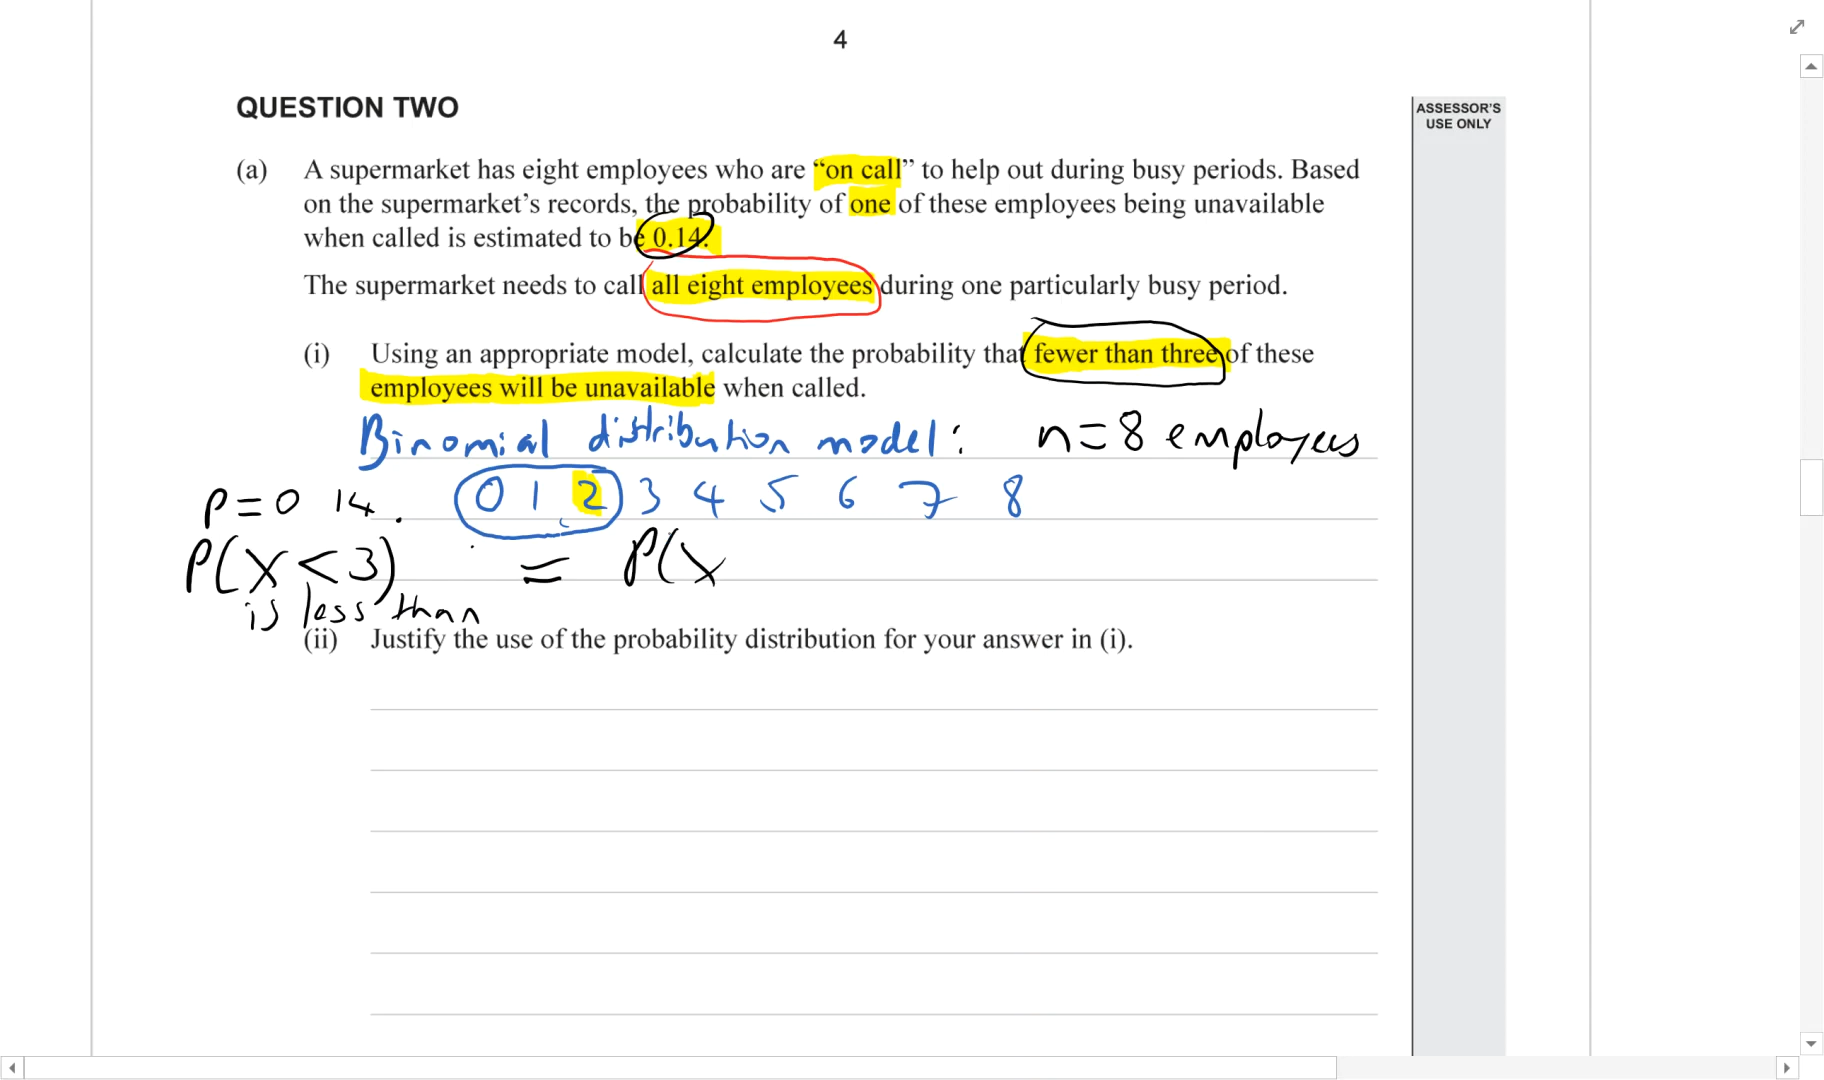 4
QUESTION TWO
ASSESSOR'S
USE ONLY
(a) A supermarket has eight employees who are “on call” to help out during busy periods. Based
on the supermarket’s records, the probability of one of these employees being unavailable
when called is estimated to be 0.14.
The supermarket needs to call all eight employees during one particularly busy period.
(i) Using an appropriate model, calculate the probability that fewer than three of these
employees will be unavailable when called.
Binomial distribution model: n=8 employees
P=0 14. 0 1 2 3 4 5 6 7 8
P(X<3) = P(X
is less than
(ii) Justify the use of the probability distribution for your answer in (i).